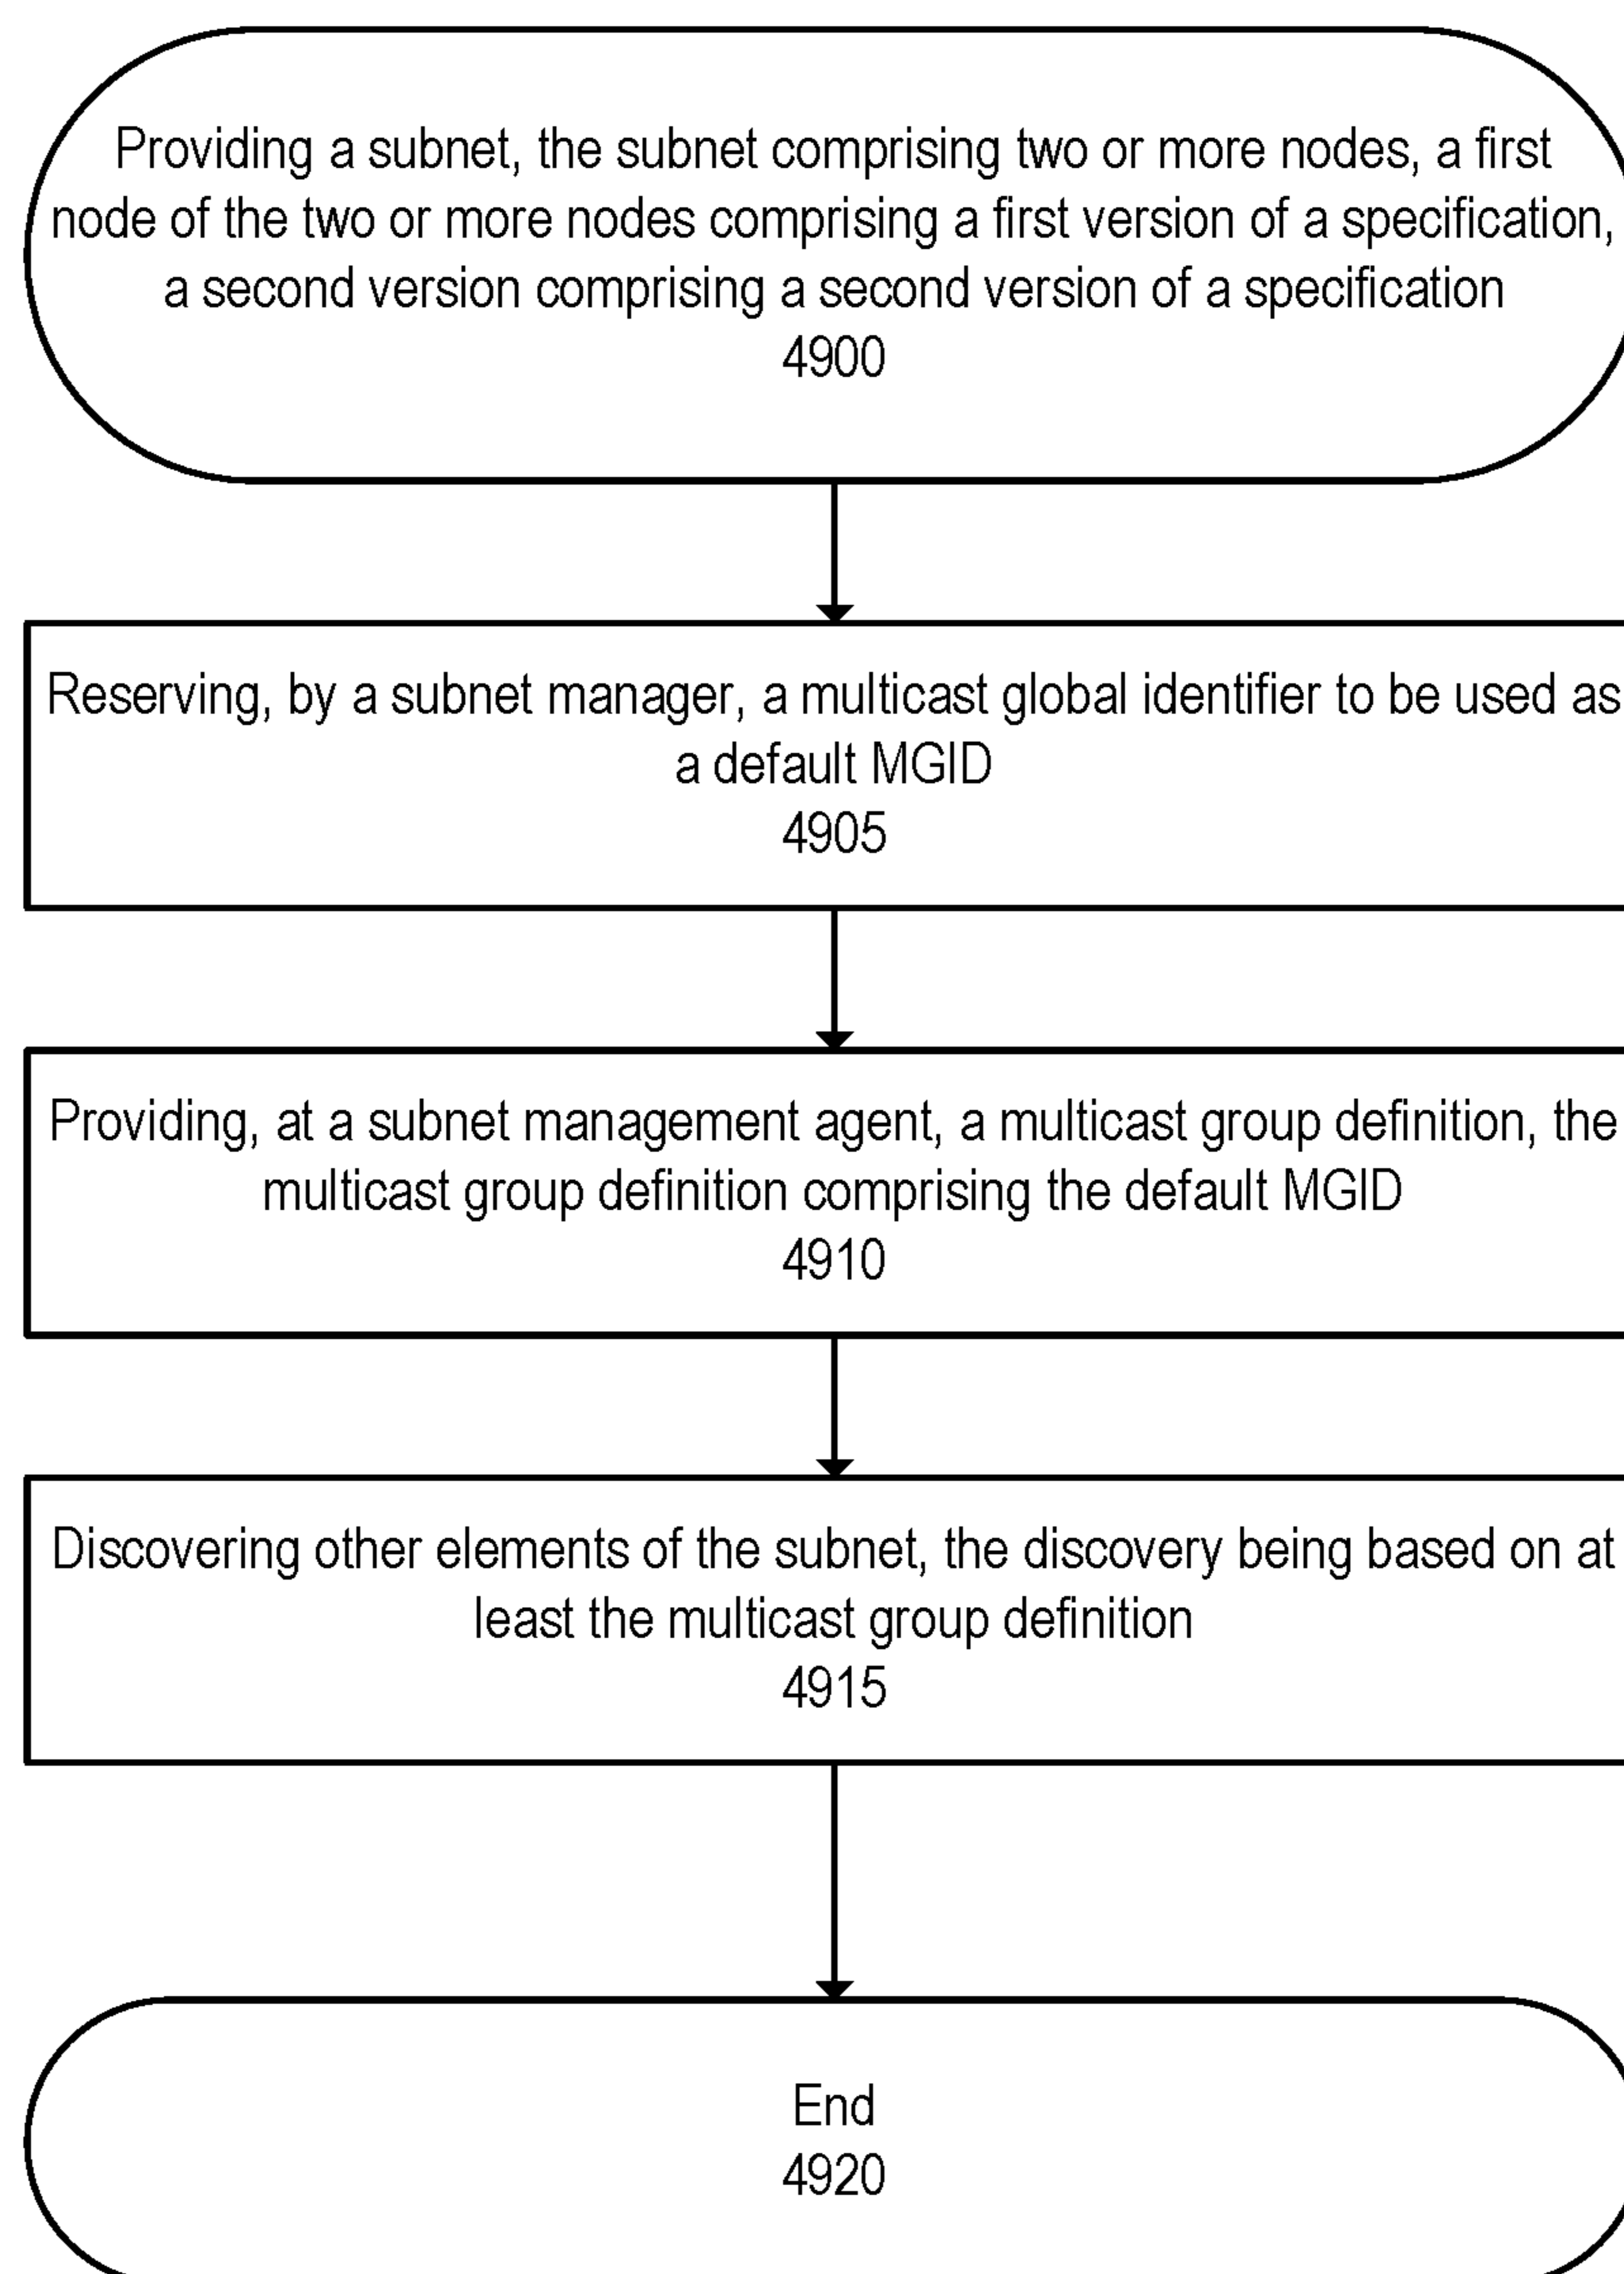 Providing a subnet, the subnet comprising two or more nodes, a first
node of the two or more nodes comprising a first version of a specification,
a second version comprising a second version of a specification
4900
Reserving, by a subnet manager, a multicast global identifier to be used as
a default MGID
4905
Providing, at a subnet management agent, a multicast group definition, the
multicast group definition comprising the default MGID
4910
Discovering other elements of the subnet, the discovery being based on at
least the multicast group definition
4915
End
4920